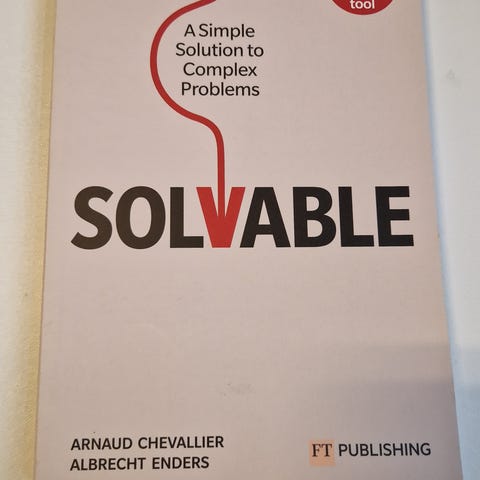 tool
A Simple
Solution to
Complex
Problems
SOLVABLE
ARNAUD CHEVALLIER
ALBRECHT ENDERS
FT PUBLISHING